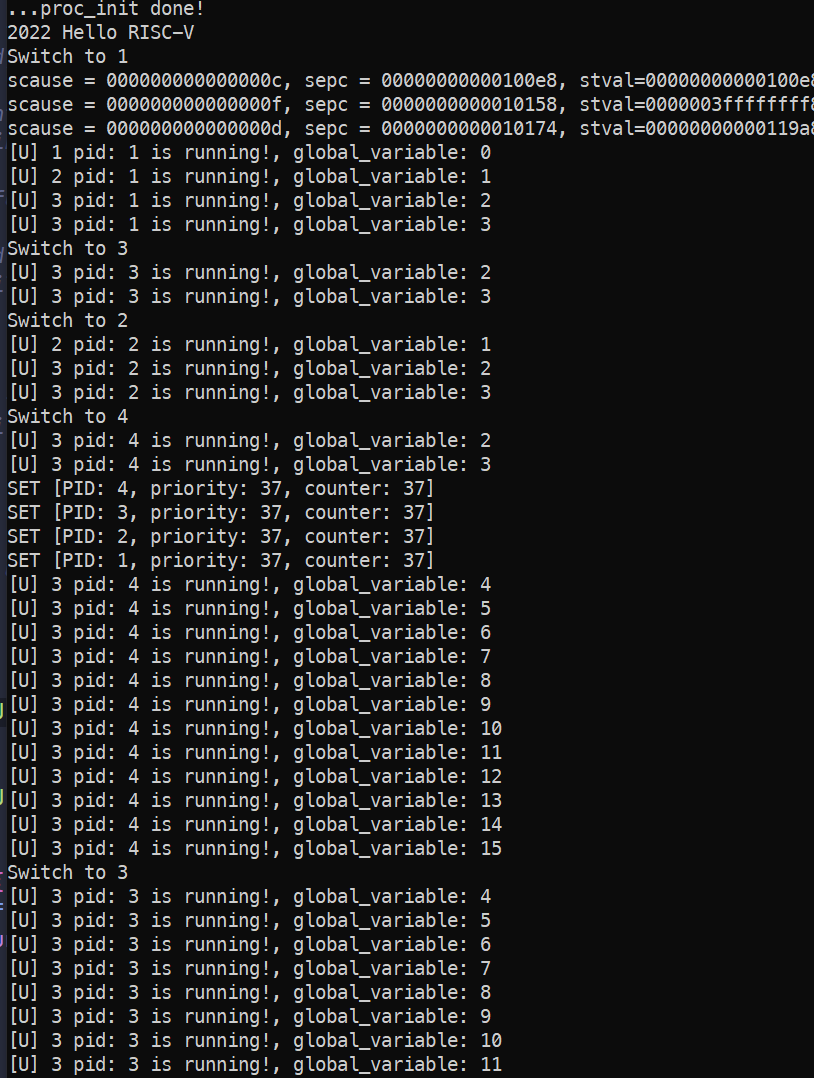 ...proc_init done!
2022 Hello RISC-V
Switch to 1
scause = 000000000000000c, sepc = 00000000000100e8, stval=00000000000100e8
scause = 000000000000000f, sepc = 0000000000010158, stval=0000003ffffffff8
scause = 000000000000000d, sepc = 0000000000010174, stval=00000000000119a8
[U] 1 pid: 1 is running!, global_variable: 0
[U] 2 pid: 1 is running!, global_variable: 1
[U] 3 pid: 1 is running!, global_variable: 2
[U] 3 pid: 1 is running!, global_variable: 3
Switch to 3
[U] 3 pid: 3 is running!, global_variable: 2
[U] 3 pid: 3 is running!, global_variable: 3
Switch to 2
[U] 2 pid: 2 is running!, global_variable: 1
[U] 3 pid: 2 is running!, global_variable: 2
[U] 3 pid: 2 is running!, global_variable: 3
Switch to 4
[U] 3 pid: 4 is running!, global_variable: 2
[U] 3 pid: 4 is running!, global_variable: 3
SET [PID: 4, priority: 37, counter: 37]
SET [PID: 3, priority: 37, counter: 37]
SET [PID: 2, priority: 37, counter: 37]
SET [PID: 1, priority: 37, counter: 37]
[U] 3 pid: 4 is running!, global_variable: 4
[U] 3 pid: 4 is running!, global_variable: 5
[U] 3 pid: 4 is running!, global_variable: 6
[U] 3 pid: 4 is running!, global_variable: 7
[U] 3 pid: 4 is running!, global_variable: 8
[U] 3 pid: 4 is running!, global_variable: 9
[U] 3 pid: 4 is running!, global_variable: 10
[U] 3 pid: 4 is running!, global_variable: 11
[U] 3 pid: 4 is running!, global_variable: 12
[U] 3 pid: 4 is running!, global_variable: 13
[U] 3 pid: 4 is running!, global_variable: 14
[U] 3 pid: 4 is running!, global_variable: 15
Switch to 3
[U] 3 pid: 3 is running!, global_variable: 4
[U] 3 pid: 3 is running!, global_variable: 5
[U] 3 pid: 3 is running!, global_variable: 6
[U] 3 pid: 3 is running!, global_variable: 7
[U] 3 pid: 3 is running!, global_variable: 8
[U] 3 pid: 3 is running!, global_variable: 9
[U] 3 pid: 3 is running!, global_variable: 10
[U] 3 pid: 3 is running!, global_variable: 11